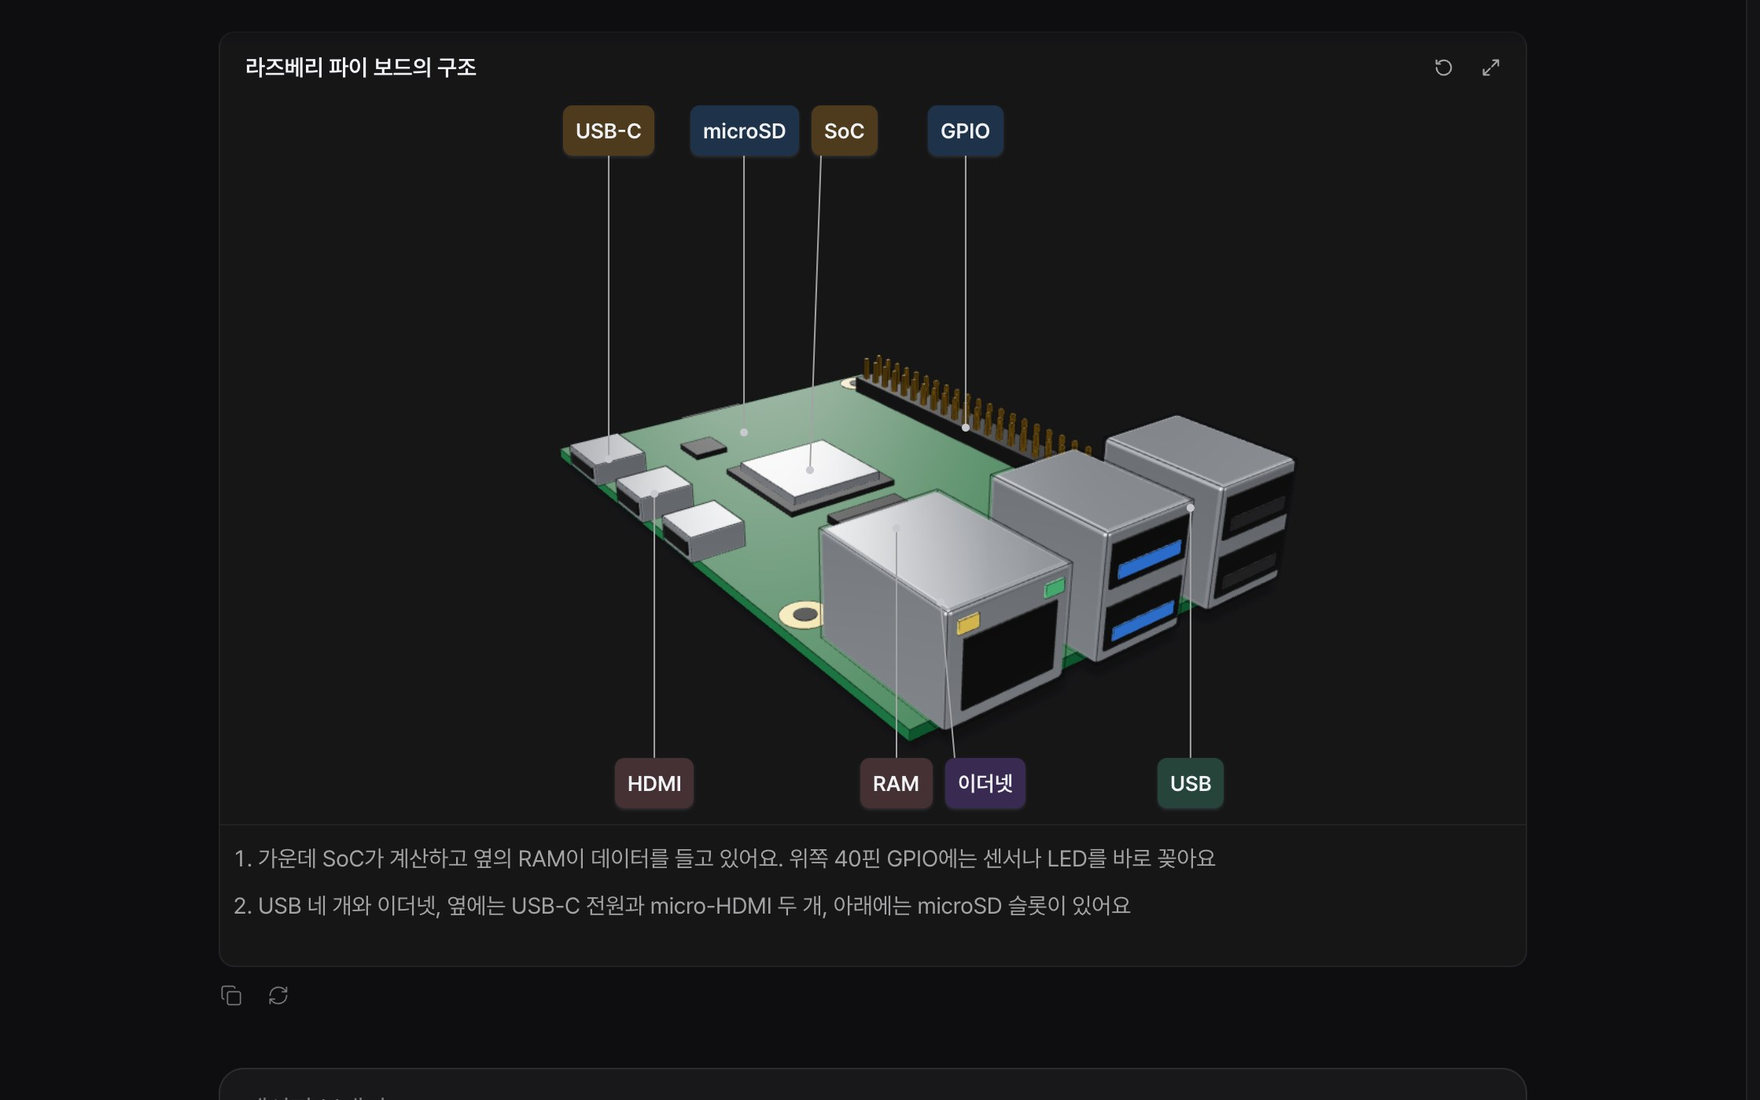 라즈베리 파이 보드의 구조
USB-C
microSD
SoC
GPIO
HDMI
RAM
이더넷
USB
1. 가운데 SoC가 계산하고 옆의 RAM이 데이터를 들고 있어요. 위쪽 40핀 GPIO에는 센서나 LED를 바로 꽂아요
2. USB 네 개와 이더넷, 옆에는 USB-C 전원과 micro-HDMI 두 개, 아래에는 microSD 슬롯이 있어요